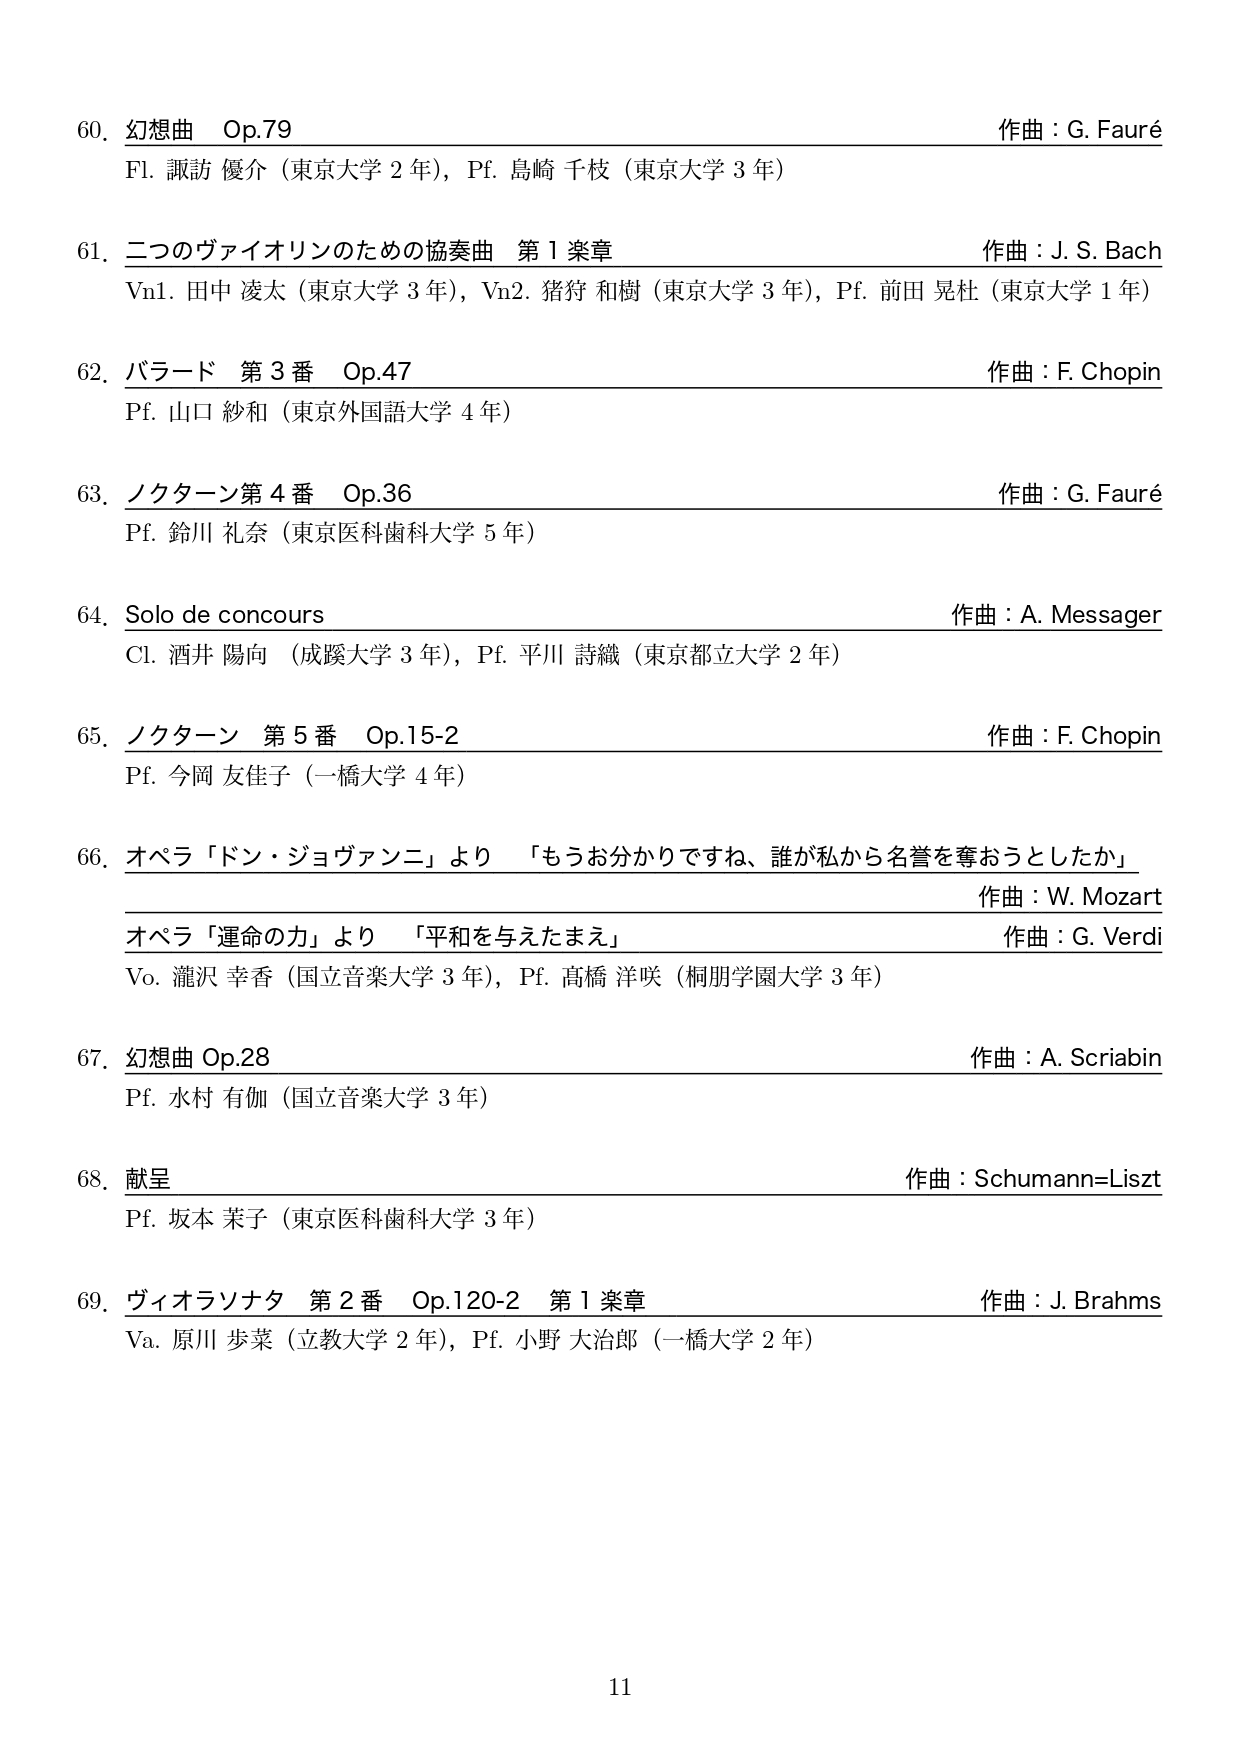 60. 幻想曲　Op.79 作曲：G. Fauré
Fl. 諏訪 優介（東京大学 2 年），Pf. 島崎 千枝（東京大学 3 年）
61. 二つのヴァイオリンのための協奏曲　第 1 楽章 作曲：J. S. Bach
Vn1. 田中 凌太（東京大学 3 年），Vn2. 猪狩 和樹（東京大学 3 年），Pf. 前田 晃杜（東京大学 1 年）
62. バラード　第 3 番　Op.47 作曲：F. Chopin
Pf. 山口 紗和（東京外国語大学 4 年）
63. ノクターン第 4 番　Op.36 作曲：G. Fauré
Pf. 鈴川 礼奈（東京医科歯科大学 5 年）
64. Solo de concours 作曲：A. Messager
Cl. 酒井 陽向 （成蹊大学 3 年），Pf. 平川 詩織（東京都立大学 2 年）
65. ノクターン　第 5 番　Op.15-2 作曲：F. Chopin
Pf. 今岡 友佳子（一橋大学 4 年）
66. オペラ「ドン・ジョヴァンニ」より　「もうお分かりですね、誰が私から名誉を奪おうとしたか」
作曲：W. Mozart
オペラ「運命の力」より　「平和を与えたまえ」 作曲：G. Verdi
Vo. 瀧沢 幸香（国立音楽大学 3 年），Pf. 髙橋 洋咲（桐朋学園大学 3 年）
67. 幻想曲 Op.28 作曲：A. Scriabin
Pf. 水村 有伽（国立音楽大学 3 年）
68. 献呈 作曲：Schumann=Liszt
Pf. 坂本 茉子（東京医科歯科大学 3 年）
69. ヴィオラソナタ　第 2 番　Op.120-2　第 1 楽章 作曲：J. Brahms
Va. 原川 歩菜（立教大学 2 年），Pf. 小野 大治郎（一橋大学 2 年）
11